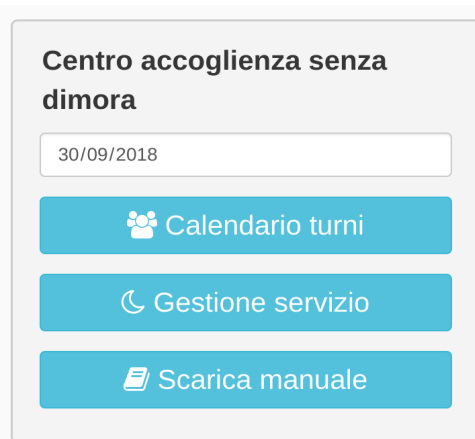 Centro accoglienza senza
dimora
30/09/2018
Calendario turni
Gestione servizio
Scarica manuale